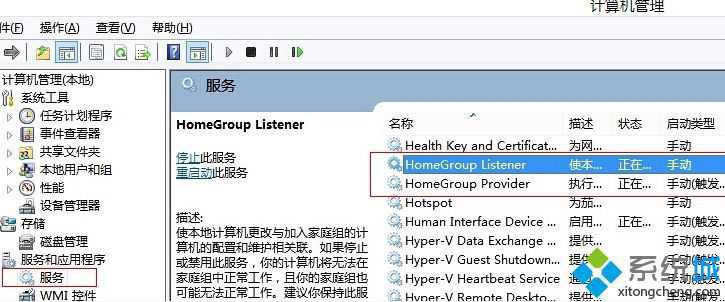 计算机管理
件(F) 操作(A) 查看(V) 帮助(H)
计算机管理(本地)
系统工具
任务计划程序
事件查看器
共享文件夹
本地用户和组
性能
设备管理器
存储
磁盘管理
服务和应用程序
服务
WMI 控件
服务
HomeGroup Listener
停止此服务
重启动此服务
描述:
使本地计算机更改与加入家庭组的计
算机的配置和维护相关联。如果停止
或禁用此服务，你的计算机将无法在
家庭组中正常工作，且你的家庭组也
可能无法正常工作。建议你保持此服
名称 描述 状态 启动类型
Health Key and Certificat... 为网... 手动
HomeGroup Listener 使本... 正在... 手动
HomeGroup Provider 执行... 正在... 手动(触发...
Hotspot 为茄... 手动
Human Interface Device ... 启用... 正在... 手动(触发...
Hyper-V Data Exchange ... 提供... 手动(触发...
Hyper-V Guest Shutdown... 提供... 手动(触发...
Hyper-V Heartbeat Service 监视...
Hyper-V Remote Desktop 提供
系统城
xitongcheng.com